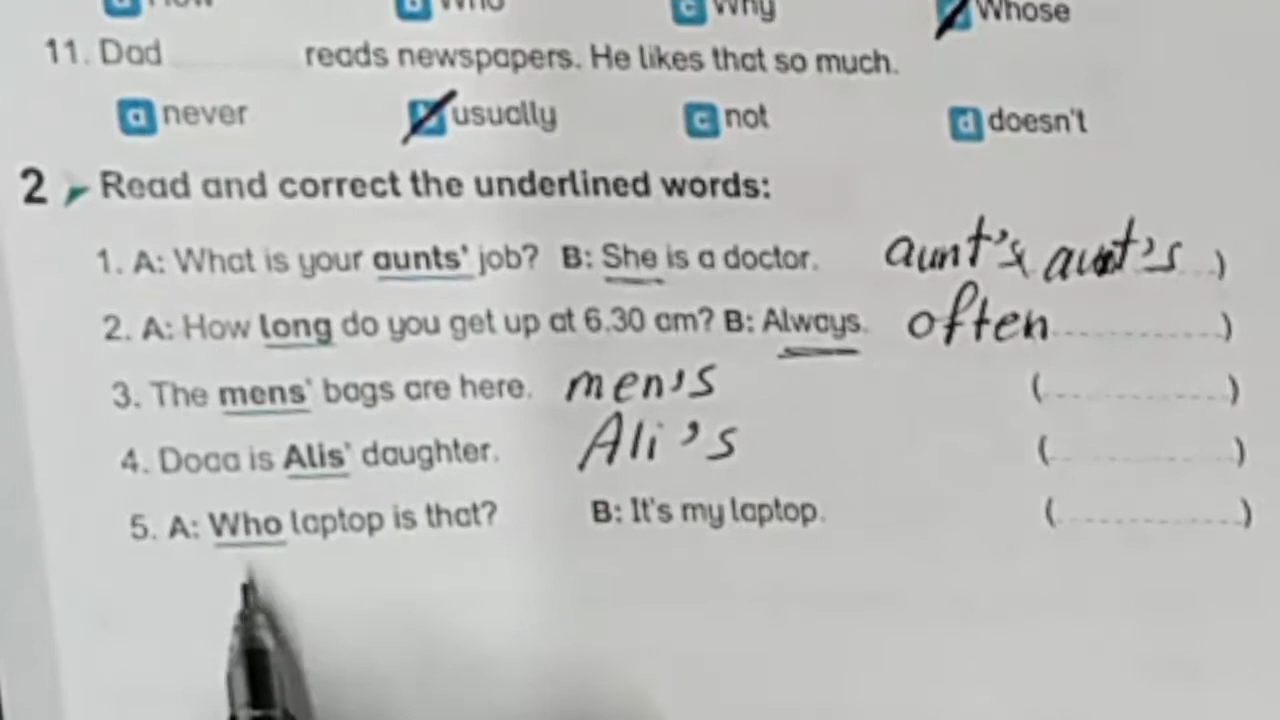 a How b Who c Why Whose
11. Dad reads newspapers. He likes that so much.
a never b usually c not d doesn't
2 Read and correct the underlined words:
1. A: What is your aunts' job? B: She is a doctor. aunt's aunt's )
2. A: How long do you get up at 6.30 am? B: Always. often )
3. The mens' bags are here. men's ( )
4. Doaa is Alis' daughter. Ali's ( )
5. A: Who laptop is that? B: It's my laptop. ( )